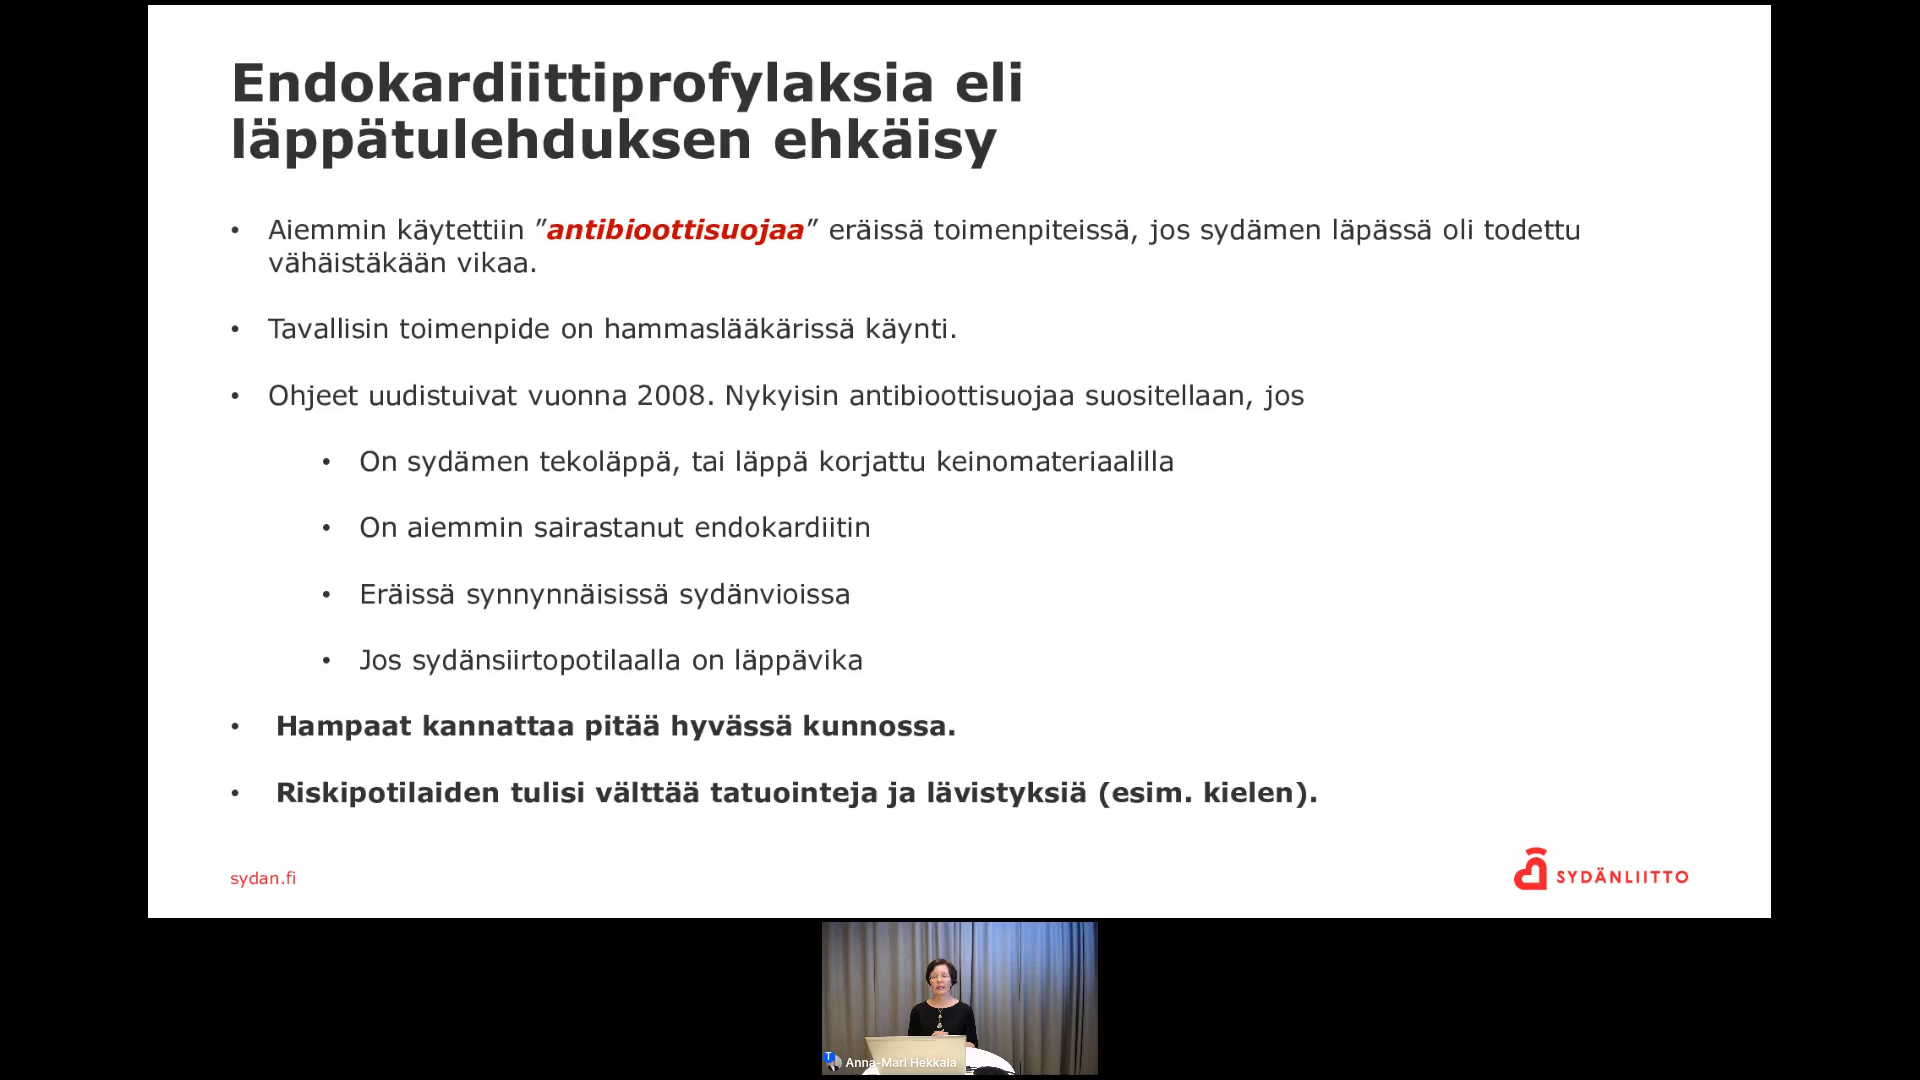 Endokardiittiprofylaksia eli
läppätulehduksen ehkäisy
• Aiemmin käytettiin ”antibioottisuojaa” eräissä toimenpiteissä, jos sydämen läpässä oli todettu
vähäistäkään vikaa.
• Tavallisin toimenpide on hammaslääkärissä käynti.
• Ohjeet uudistuivat vuonna 2008. Nykyisin antibioottisuojaa suositellaan, jos
• On sydämen tekoläppä, tai läppä korjattu keinomateriaalilla
• On aiemmin sairastanut endokardiitin
• Eräissä synnynnäisissä sydänvioissa
• Jos sydänsiirtopotilaalla on läppävika
• Hampaat kannattaa pitää hyvässä kunnossa.
• Riskipotilaiden tulisi välttää tatuointeja ja lävistyksiä (esim. kielen).
sydan.fi
SYDÄNLIITTO
T
Anna-Mari Hekkala